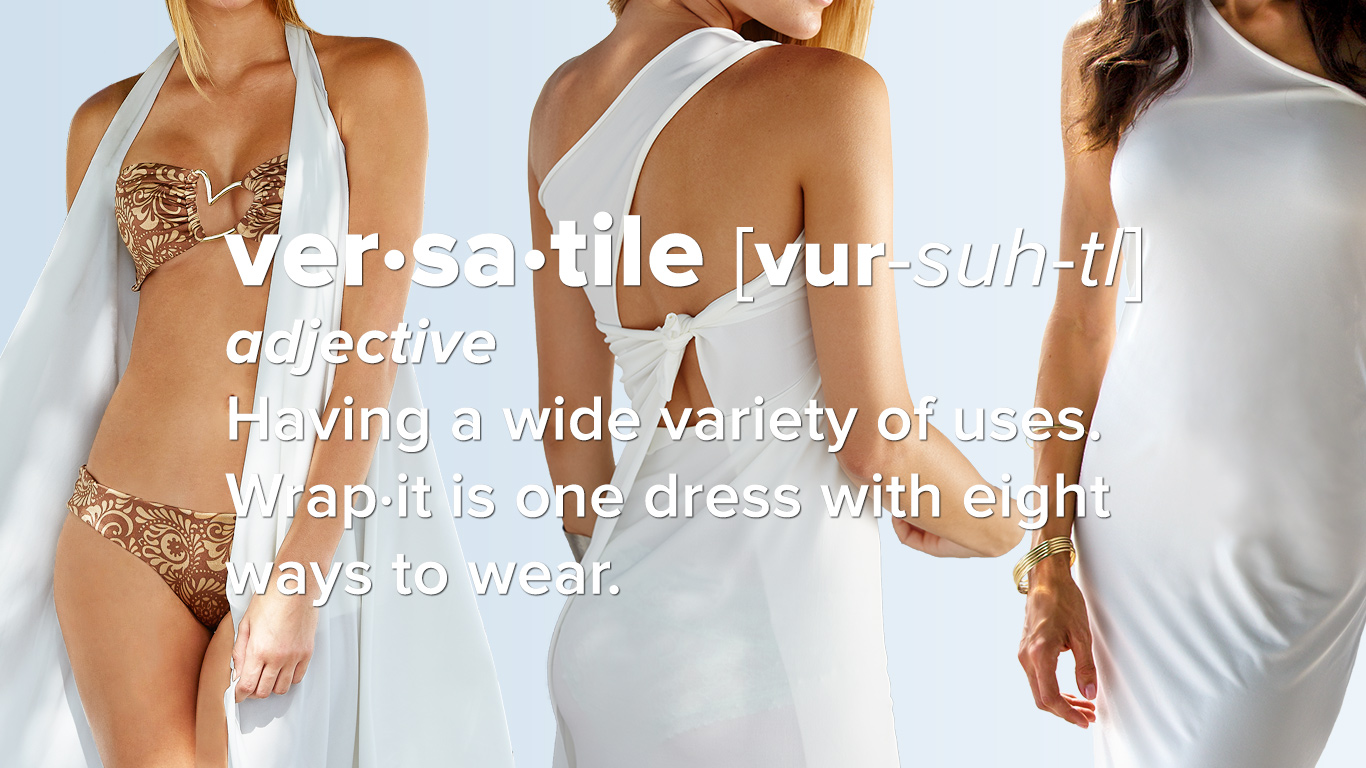 ver•sa•tile [vur-suh-tl]
adjective
Having a wide variety of uses.
Wrap•it is one dress with eight
ways to wear.